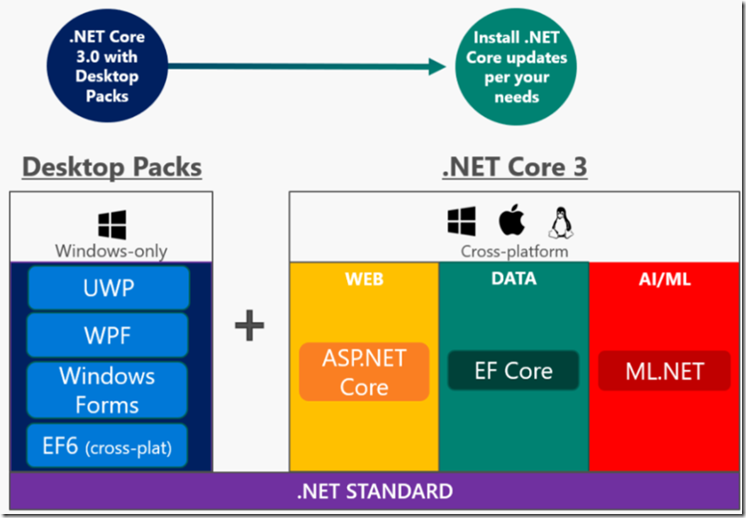 .NET Core
3.0 with
Desktop
Packs
Install .NET
Core updates
per your
needs
Desktop Packs
.NET Core 3
Windows-only
Cross-platform
UWP
WPF
Windows
Forms
EF6 (cross-plat)
+
WEB
DATA
AI/ML
ASP.NET
Core
EF Core
ML.NET
.NET STANDARD